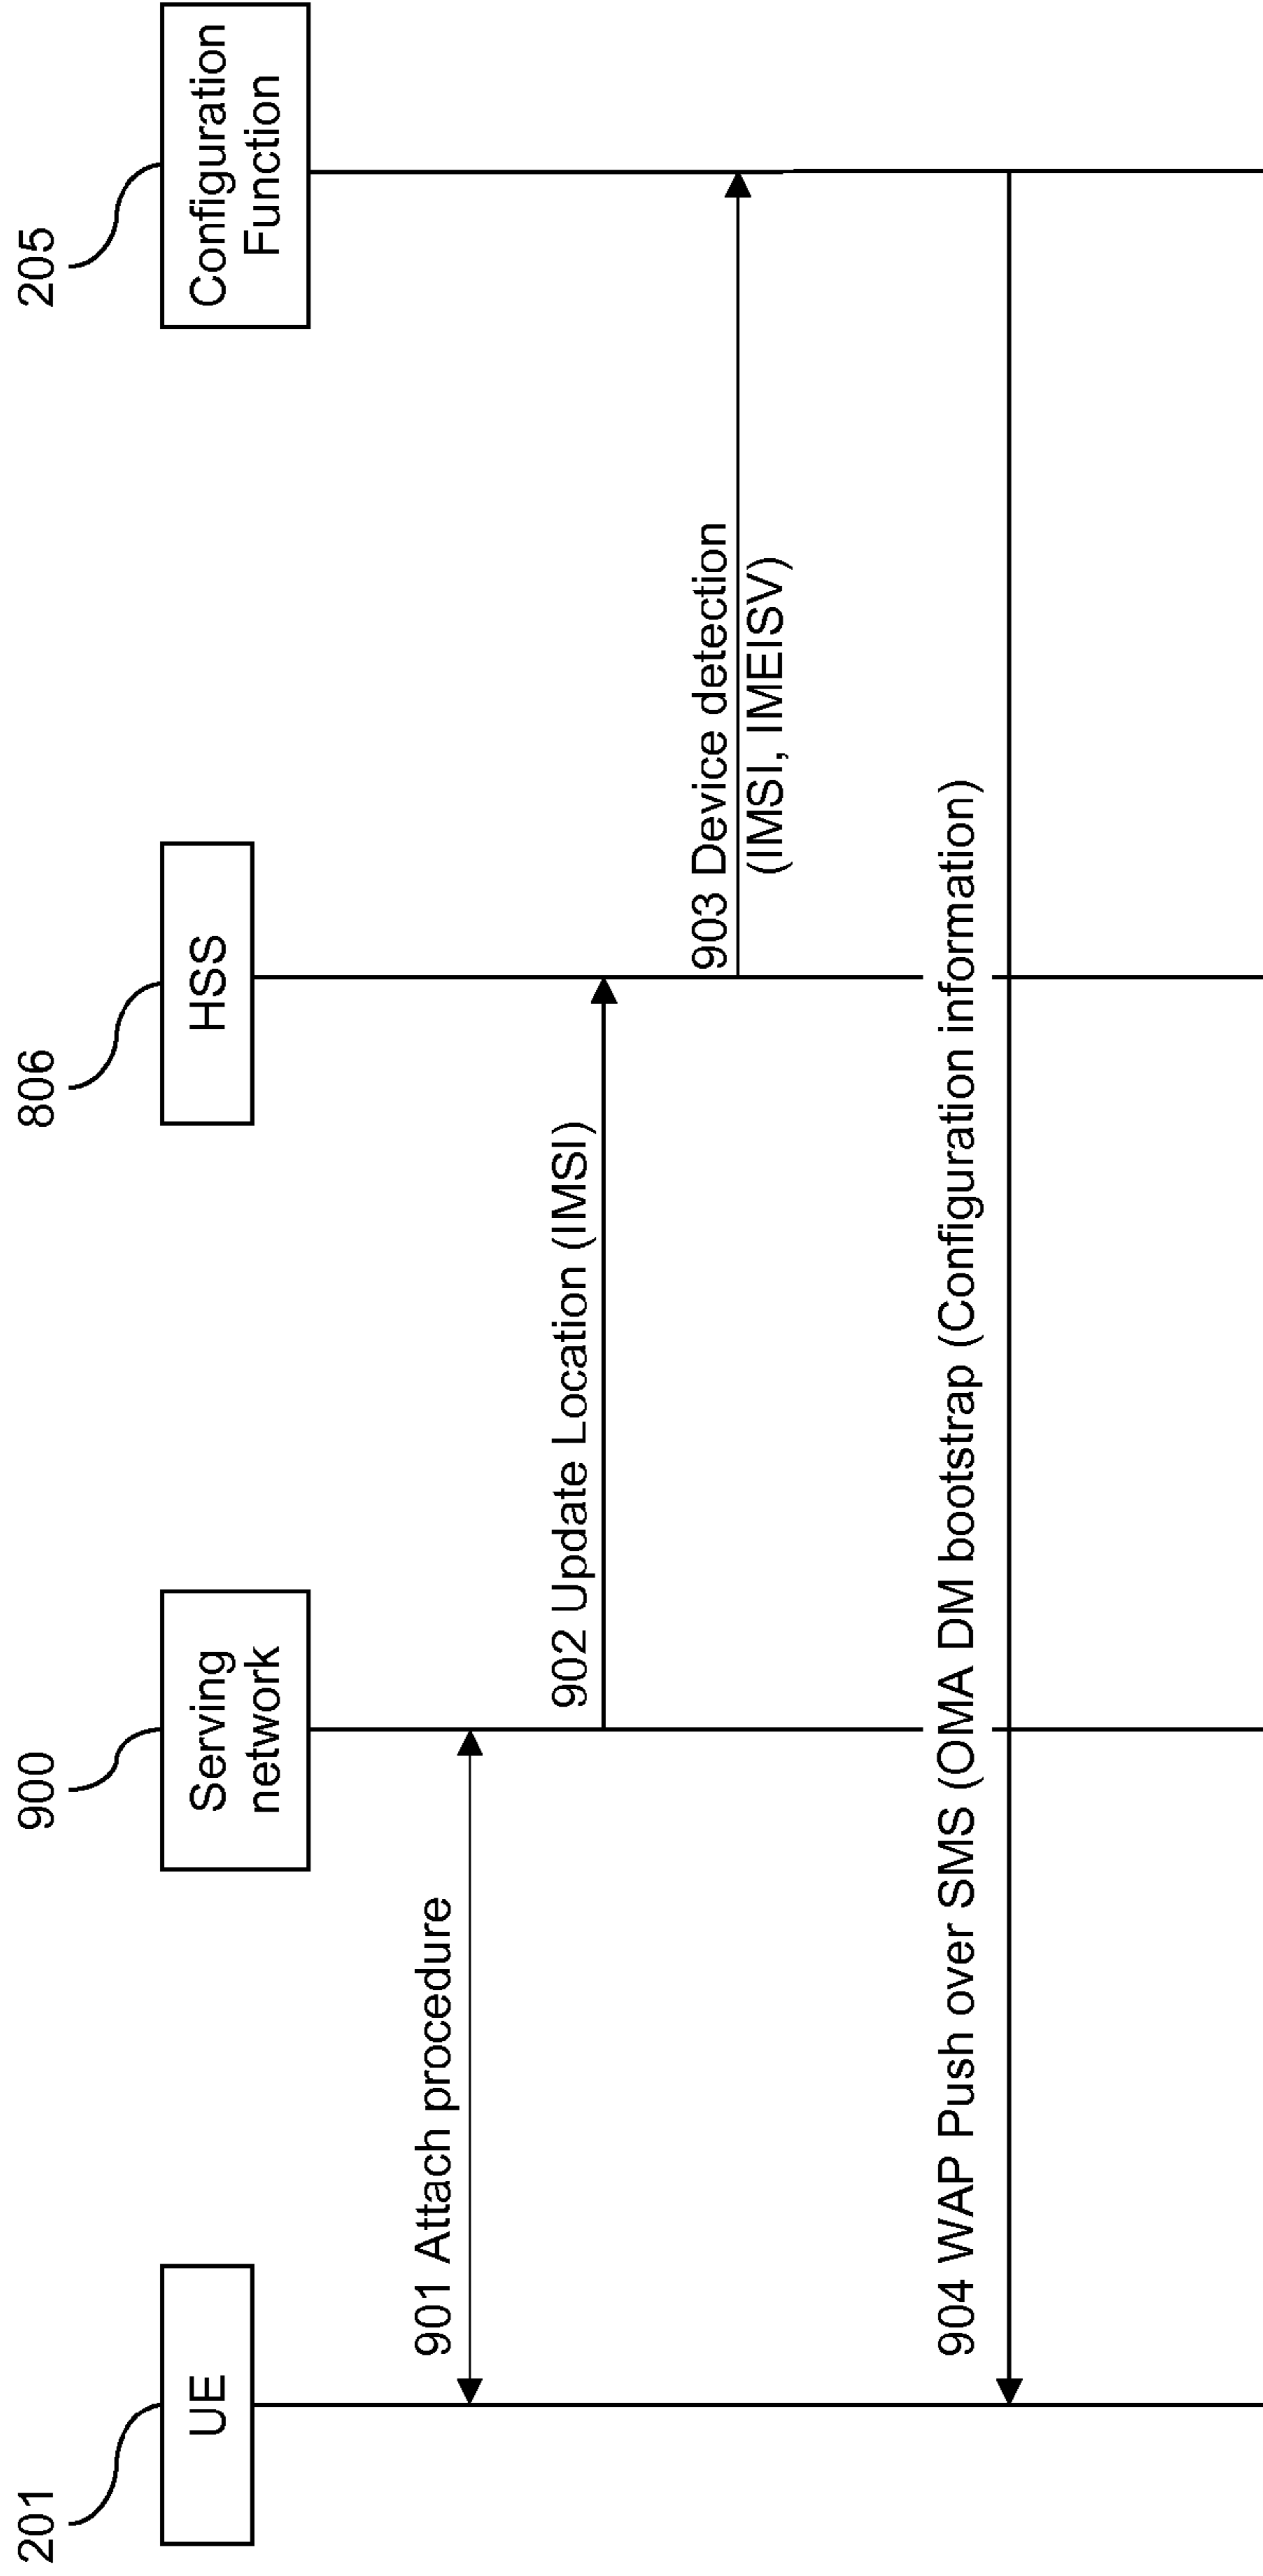 201
900
806
205
UE
Serving
network
HSS
Configuration
Function
901 Attach procedure
902 Update Location (IMSI)
903 Device detection
(IMSI, IMEISV)
904 WAP Push over SMS (OMA DM bootstrap (Configuration information)